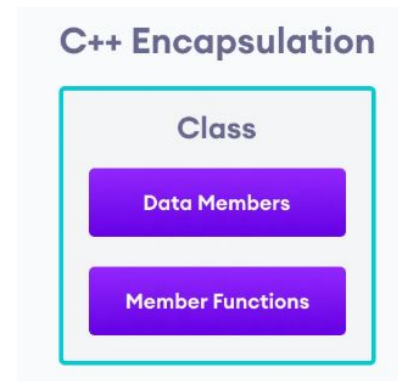 C++ Encapsulation
Class
Data Members
Member Functions